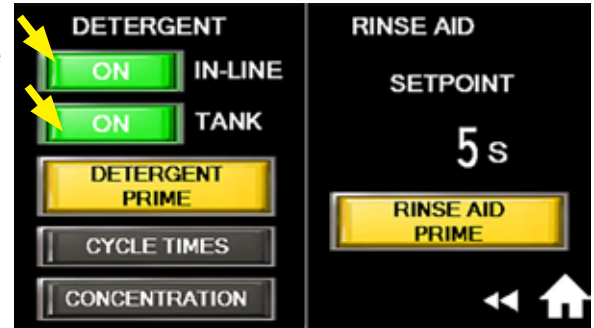 DETERGENT
ON IN-LINE
ON TANK
DETERGENT
PRIME
CYCLE TIMES
CONCENTRATION
RINSE AID
SETPOINT
5 s
RINSE AID
PRIME